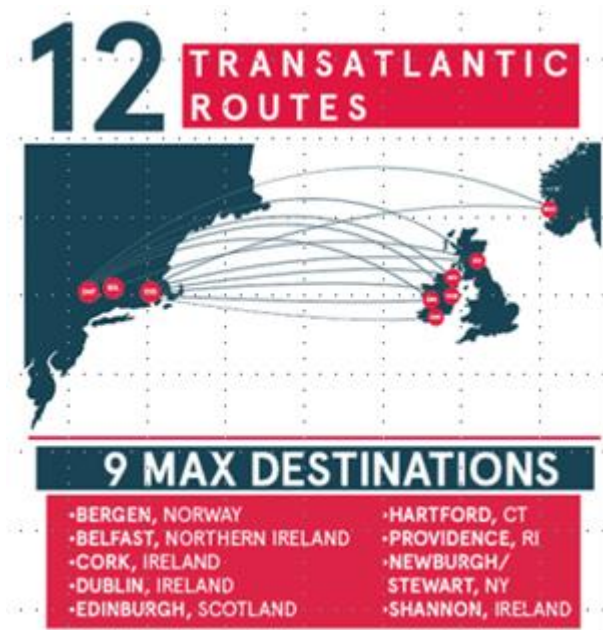 12
TRANSATLANTIC
ROUTES
9 MAX DESTINATIONS
•BERGEN, NORWAY
•BELFAST, NORTHERN IRELAND
•CORK, IRELAND
•DUBLIN, IRELAND
•EDINBURGH, SCOTLAND
•HARTFORD, CT
•PROVIDENCE, RI
•NEWBURGH/
STEWART, NY
•SHANNON, IRELAND